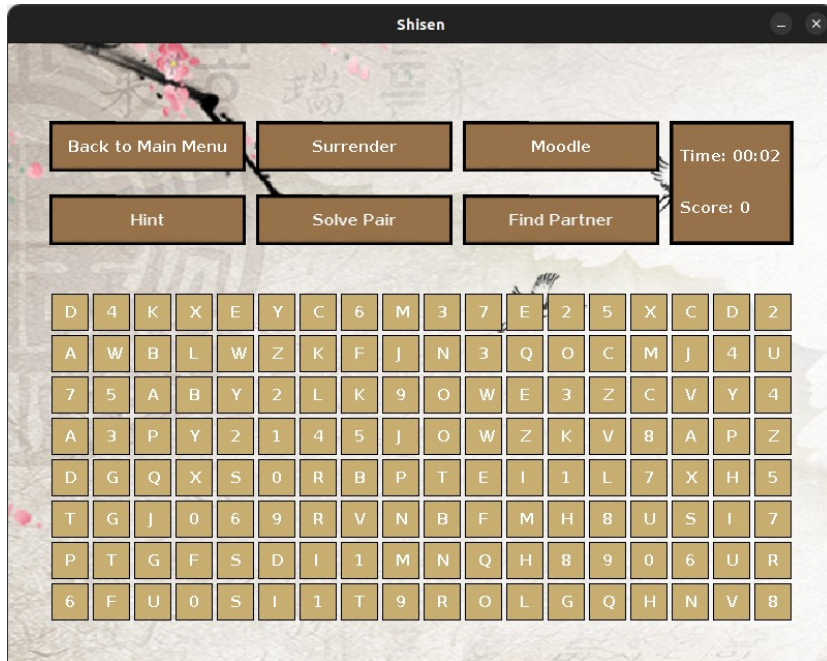 Shisen
Back to Main Menu Surrender Moodle Time: 00:02
Hint Solve Pair Find Partner Score: 0
D 4 K X E Y C 6 M 3 7 E 2 5 X C D 2
A W B L W Z K F J N 3 Q O C M J 4 U
7 5 A B Y 2 L K 9 O W E 3 Z C V Y 4
A 3 P Y 2 1 4 5 J O W Z K V 8 A P Z
D G Q X S 0 R B P T E I 1 L 7 X H 5
T G J 0 6 9 R V N B F M H 8 U S I 7
P T G F S D I 1 M N Q H 8 9 0 6 U R
6 F U 0 S I 1 T 9 R O L G Q H N V 8